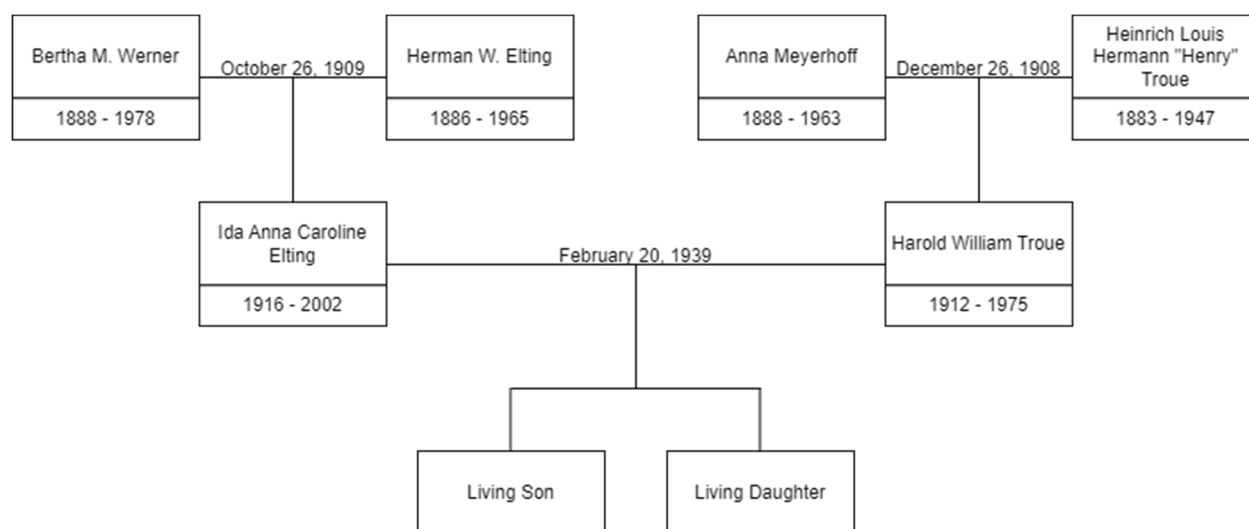 Bertha M. Werner
October 26, 1909
Herman W. Elting
Anna Meyerhoff
December 26, 1908
Heinrich Louis
Hermann "Henry"
Troue
1888 - 1978
1886 - 1965
1888 - 1963
1883 - 1947
Ida Anna Caroline
Elting
February 20, 1939
Harold William Troue
1916 - 2002
1912 - 1975
Living Son
Living Daughter